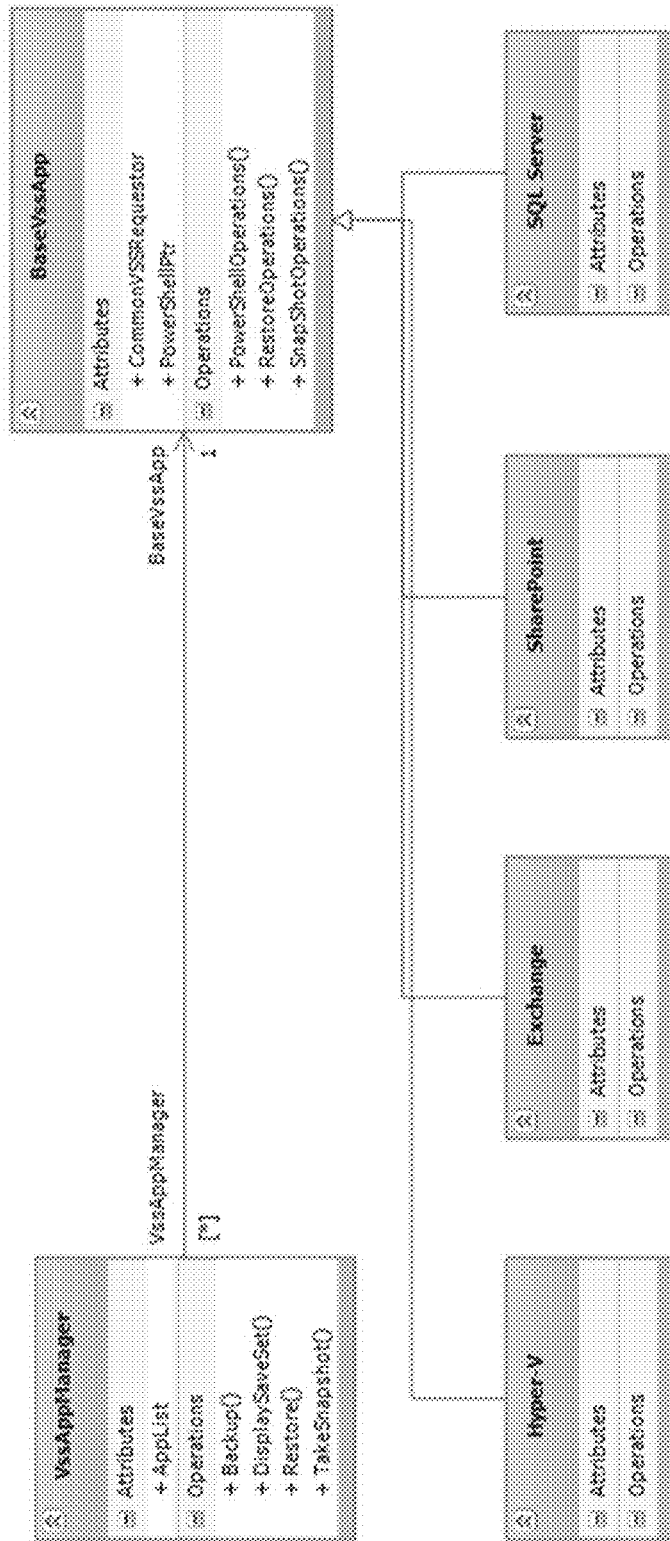 VssAppManager
Attributes
+ AppList
Operations
+ Backup()
+ DisplaySaveSet()
+ Restore()
+ TakeSnapshot()
VssAppManager
[*]
BaseVssApp
1
BaseVssApp
Attributes
+ CommonVSSRequestor
+ PowerShellPtr
Operations
+ PowerShellOperations()
+ RestoreOperations()
+ SnapShotOperations()
Hyper-V
Attributes
Operations
Exchange
Attributes
Operations
SharePoint
Attributes
Operations
SQL Server
Attributes
Operations